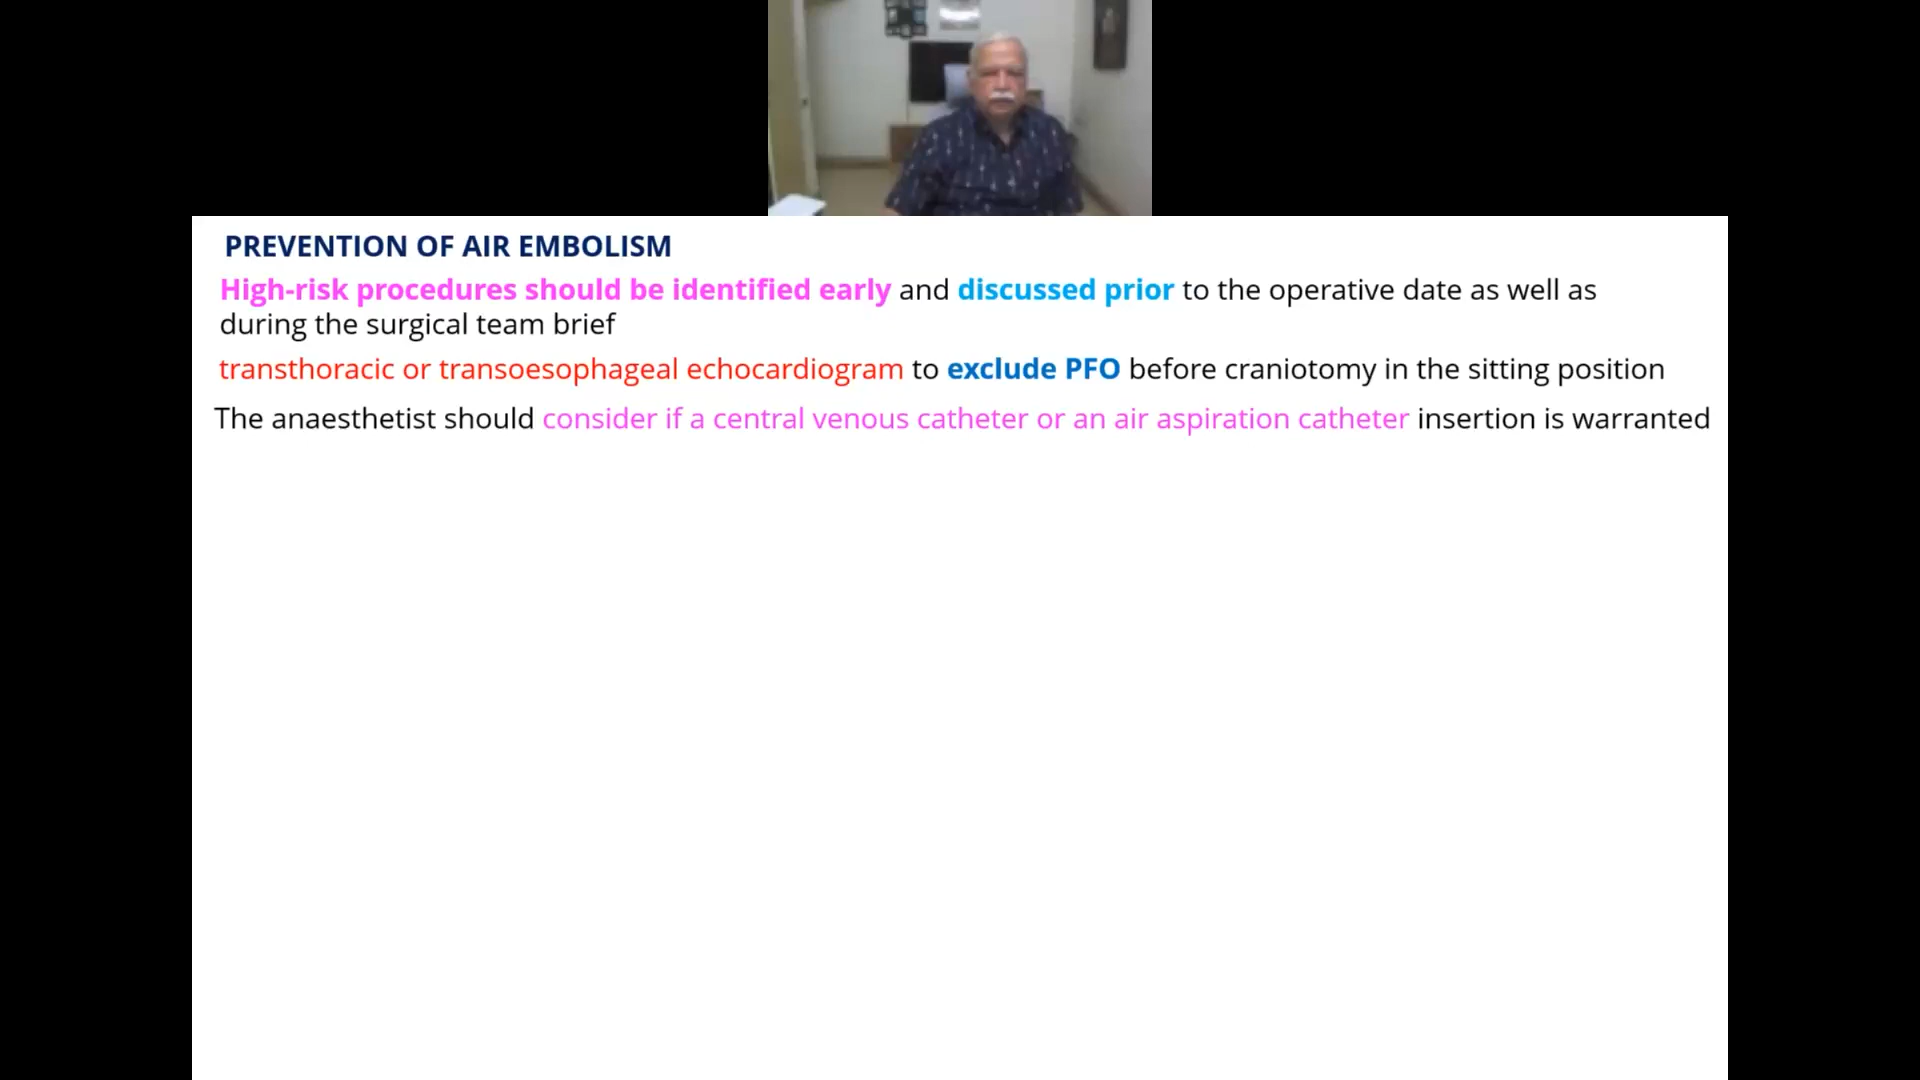 PREVENTION OF AIR EMBOLISM
High-risk procedures should be identified early and discussed prior to the operative date as well as
during the surgical team brief
transthoracic or transoesophageal echocardiogram to exclude PFO before craniotomy in the sitting position
The anaesthetist should consider if a central venous catheter or an air aspiration catheter insertion is warranted